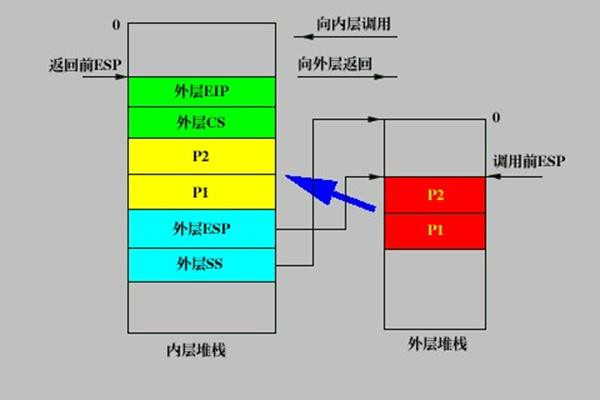 0
向内层调用
返回前ESP
向外层返回
外层EIP
外层CS
P2
P1
外层ESP
外层SS
内层堆栈
0
调用前ESP
P2
P1
外层堆栈